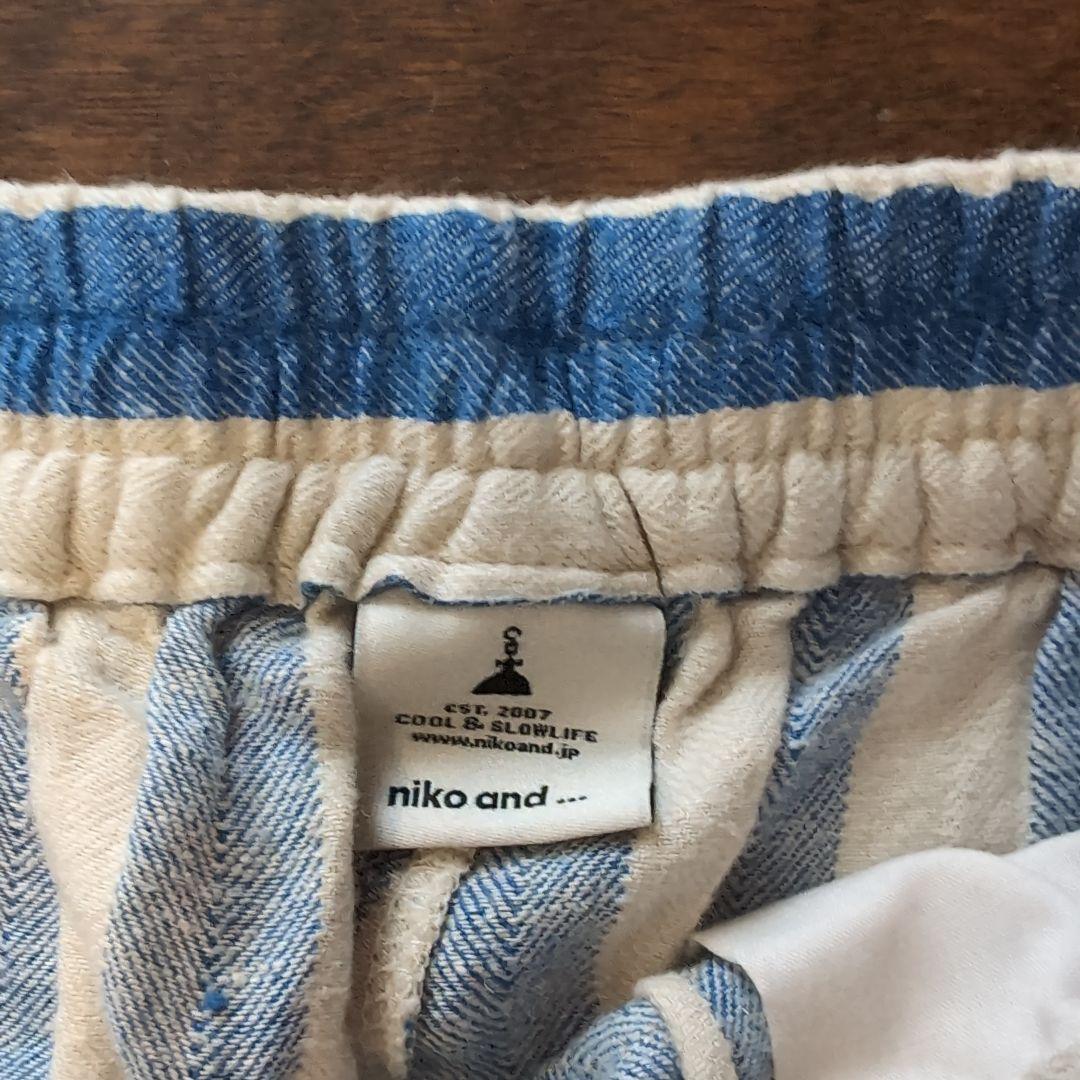 EST. 2007
COOL & SLOWLIFE
www.nikoand.jp
niko and ...